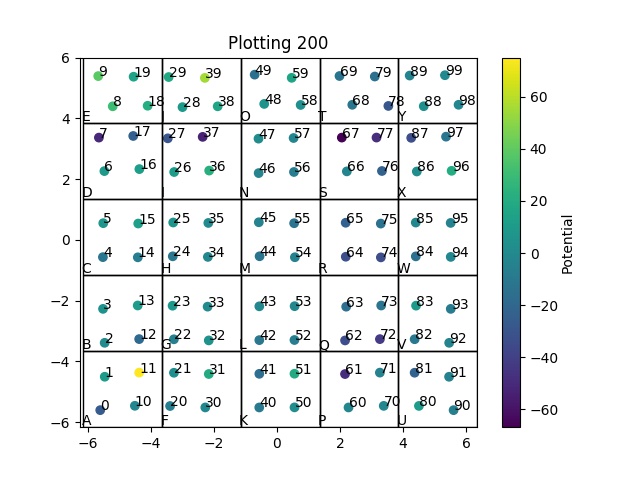 Plotting 200
6
4
2
0
−2
−4
−6
9 19 29 39 49 59 69 79 89 99
8 18 28 38 48 58 68 78 88 98
E J O T Y
7 17 27 37 47 57 67 77 87 97
6 16 26 36 46 56 66 76 86 96
D I N S X
5 15 25 35 45 55 65 75 85 95
4 14 24 34 44 54 64 74 84 94
C H M R W
3 13 23 33 43 53 63 73 83 93
2 12 22 32 42 52 62 72 82 92
B G L Q V
1 11 21 31 41 51 61 71 81 91
0 10 20 30 40 50 60 70 80 90
A F K P U
−6 −4 −2 0 2 4 6
60
40
20
0
−20
−40
−60
Potential